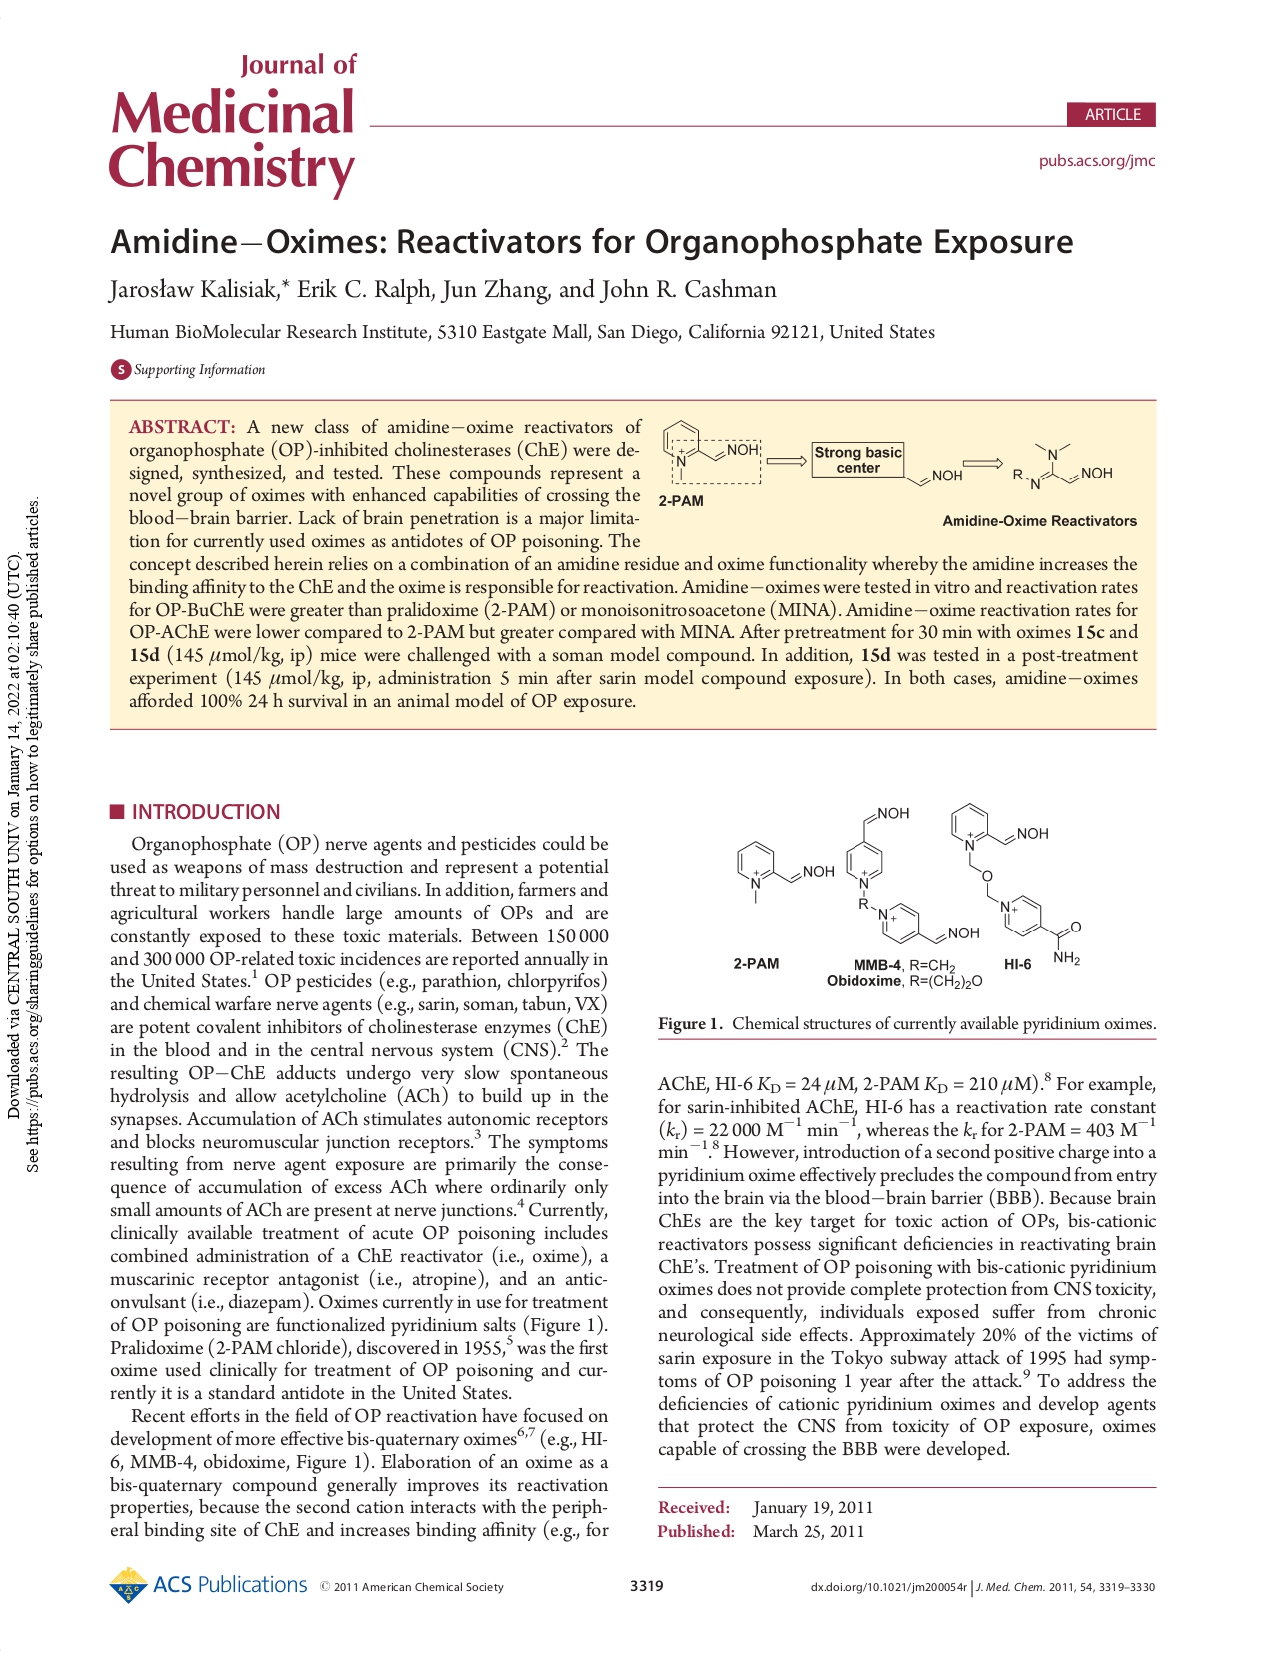 Journal of
Medicinal
Chemistry
ARTICLE
pubs.acs.org/jmc
Amidine−Oximes: Reactivators for Organophosphate Exposure
Jarosław Kalisiak,* Erik C. Ralph, Jun Zhang, and John R. Cashman
Human BioMolecular Research Institute, 5310 Eastgate Mall, San Diego, California 92121, United States
S Supporting Information
ABSTRACT: A new class of amidine−oxime reactivators of
organophosphate (OP)-inhibited cholinesterases (ChE) were de-
signed, synthesized, and tested. These compounds represent a
novel group of oximes with enhanced capabilities of crossing the
blood−brain barrier. Lack of brain penetration is a major limita-
tion for currently used oximes as antidotes of OP poisoning. The
concept described herein relies on a combination of an amidine residue and oxime functionality whereby the amidine increases the
binding affinity to the ChE and the oxime is responsible for reactivation. Amidine−oximes were tested in vitro and reactivation rates
for OP-BuChE were greater than pralidoxime (2-PAM) or monoisonitrosoacetone (MINA). Amidine−oxime reactivation rates for
OP-AChE were lower compared to 2-PAM but greater compared with MINA. After pretreatment for 30 min with oximes 15c and
15d (145 μmol/kg, ip) mice were challenged with a soman model compound. In addition, 15d was tested in a post-treatment
experiment (145 μmol/kg, ip, administration 5 min after sarin model compound exposure). In both cases, amidine−oximes
afforded 100% 24 h survival in an animal model of OP exposure.
N
+
NOH
2-PAM
Strong basic
center
NOH
N
R
N
NOH
Amidine-Oxime Reactivators
INTRODUCTION
Organophosphate (OP) nerve agents and pesticides could be
used as weapons of mass destruction and represent a potential
threat to military personnel and civilians. In addition, farmers and
agricultural workers handle large amounts of OPs and are
constantly exposed to these toxic materials. Between 150 000
and 300 000 OP-related toxic incidences are reported annually in
the United States.1 OP pesticides (e.g., parathion, chlorpyrifos)
and chemical warfare nerve agents (e.g., sarin, soman, tabun, VX)
are potent covalent inhibitors of cholinesterase enzymes (ChE)
in the blood and in the central nervous system (CNS).2 The
resulting OP−ChE adducts undergo very slow spontaneous
hydrolysis and allow acetylcholine (ACh) to build up in the
synapses. Accumulation of ACh stimulates autonomic receptors
and blocks neuromuscular junction receptors.3 The symptoms
resulting from nerve agent exposure are primarily the conse-
quence of accumulation of excess ACh where ordinarily only
small amounts of ACh are present at nerve junctions.4 Currently,
clinically available treatment of acute OP poisoning includes
combined administration of a ChE reactivator (i.e., oxime), a
muscarinic receptor antagonist (i.e., atropine), and an antic-
onvulsant (i.e., diazepam). Oximes currently in use for treatment
of OP poisoning are functionalized pyridinium salts (Figure 1).
Pralidoxime (2-PAM chloride), discovered in 1955,5 was the first
oxime used clinically for treatment of OP poisoning and cur-
rently it is a standard antidote in the United States.
Recent efforts in the field of OP reactivation have focused on
development of more effective bis-quaternary oximes6,7 (e.g., HI-
6, MMB-4, obidoxime, Figure 1). Elaboration of an oxime as a
bis-quaternary compound generally improves its reactivation
properties, because the second cation interacts with the periph-
eral binding site of ChE and increases binding affinity (e.g., for
N
+
NOH
2-PAM
NOH
+
N
R
N
+
NOH
MMB-4, R=CH2
Obidoxime, R=(CH2)2O
+
N
NOH
O
N
+
O
NH2
HI-6
Figure 1. Chemical structures of currently available pyridinium oximes.
AChE, HI-6 KD = 24 μM, 2-PAM KD = 210 μM).8 For example,
for sarin-inhibited AChE, HI-6 has a reactivation rate constant
(kr) = 22 000 M−1 min−1, whereas the kr for 2-PAM = 403 M−1
min−1.8 However, introduction of a second positive charge into a
pyridinium oxime effectively precludes the compound from entry
into the brain via the blood−brain barrier (BBB). Because brain
ChEs are the key target for toxic action of OPs, bis-cationic
reactivators possess significant deficiencies in reactivating brain
ChE's. Treatment of OP poisoning with bis-cationic pyridinium
oximes does not provide complete protection from CNS toxicity,
and consequently, individuals exposed suffer from chronic
neurological side effects. Approximately 20% of the victims of
sarin exposure in the Tokyo subway attack of 1995 had symp-
toms of OP poisoning 1 year after the attack.9 To address the
deficiencies of cationic pyridinium oximes and develop agents
that protect the CNS from toxicity of OP exposure, oximes
capable of crossing the BBB were developed.
Received: January 19, 2011
Published: March 25, 2011
ACS Publications © 2011 American Chemical Society
3319
dx.doi.org/10.1021/jm200054r | J. Med. Chem. 2011, 54, 3319–3330
Downloaded via CENTRAL SOUTH UNIV on January 14, 2022 at 02:10:40 (UTC).
See https://pubs.acs.org/sharingguidelines for options on how to legitimately share published articles.